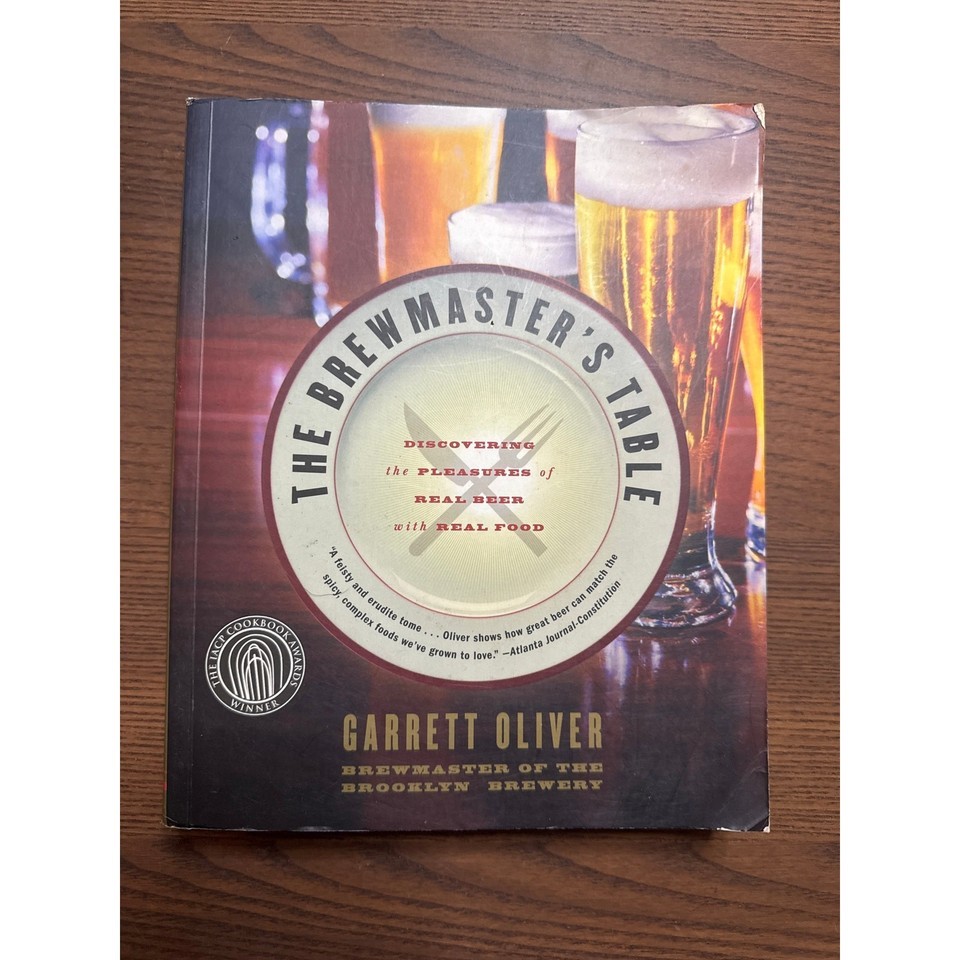 THE BREWMASTER'S TABLE
DISCOVERING
the PLEASURES of
REAL BEER
with REAL FOOD
"A feisty and erudite tome . . . Oliver shows how great beer can match the
spicy, complex foods we've grown to love." —Atlanta Journal-Constitution
THE IACP COOKBOOK AWARDS
WINNER
GARRETT OLIVER
BREWMASTER OF THE
BROOKLYN BREWERY